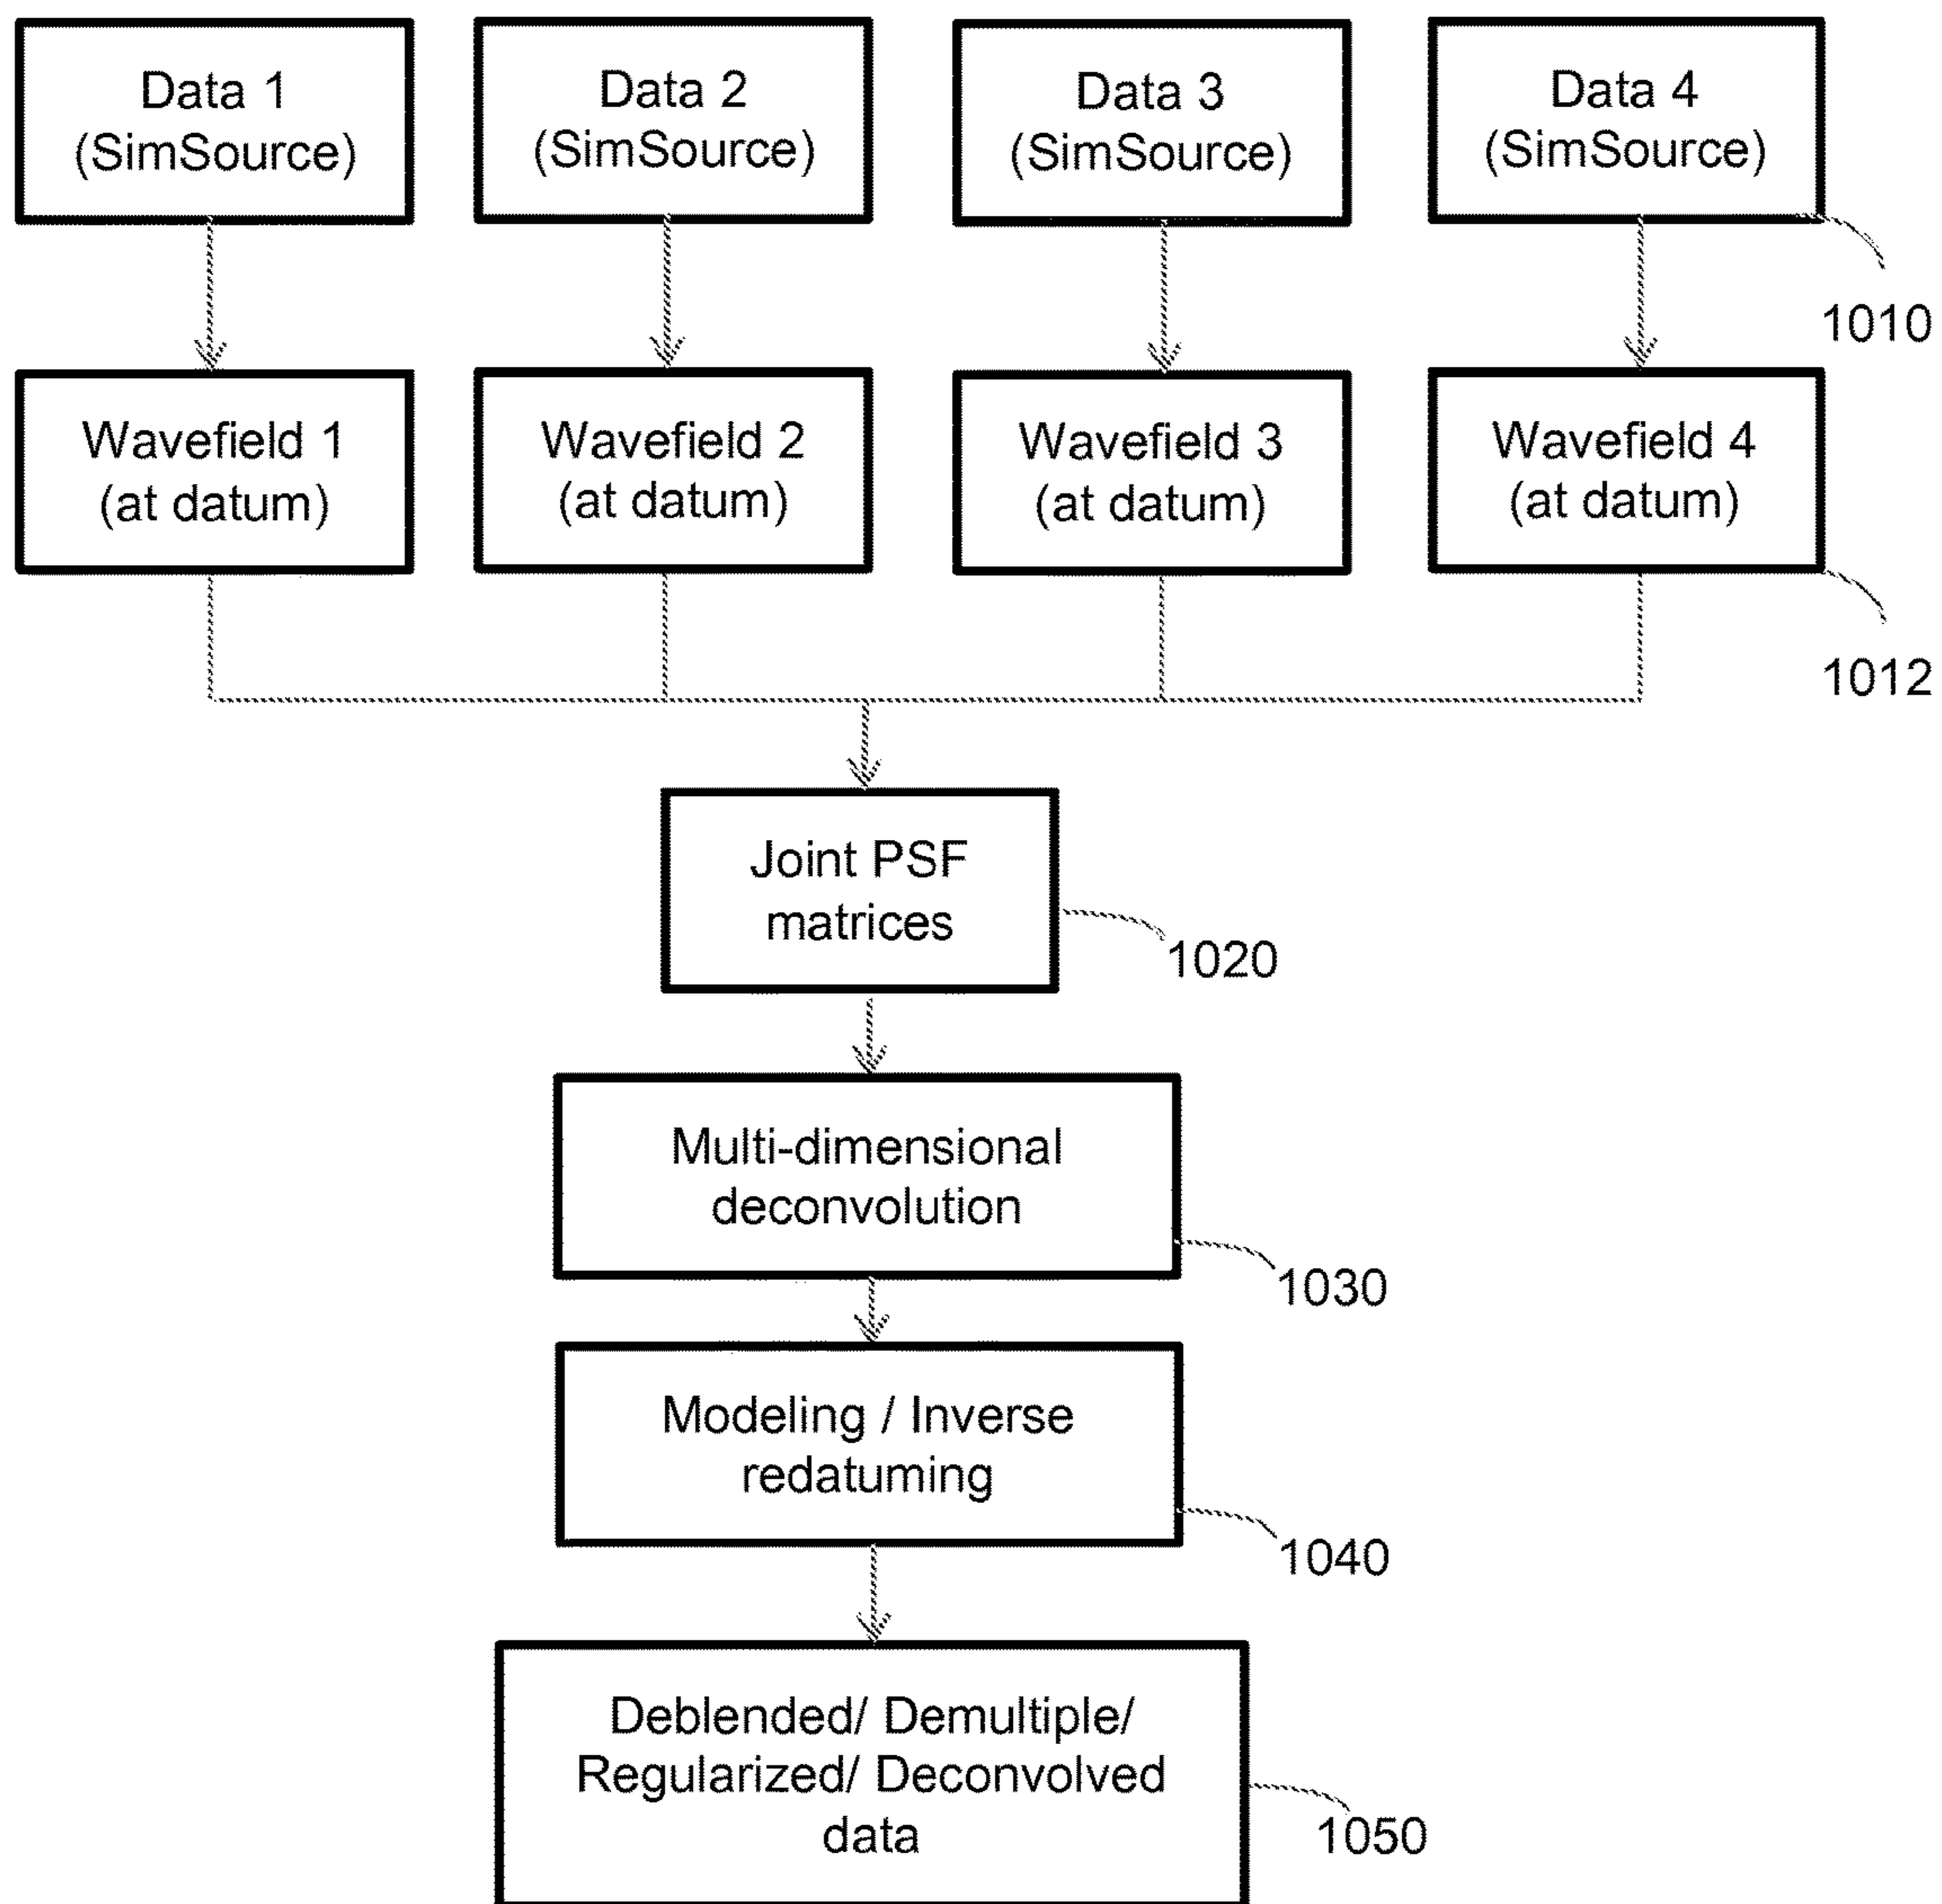 Data 1
(SimSource)
Data 2
(SimSource)
Data 3
(SimSource)
Data 4
(SimSource)
1010
Wavefield 1
(at datum)
Wavefield 2
(at datum)
Wavefield 3
(at datum)
Wavefield 4
(at datum)
1012
Joint PSF
matrices
1020
Multi-dimensional
deconvolution
1030
Modeling / Inverse
redatuming
1040
Deblended/ Demultiple/
Regularized/ Deconvolved
data
1050